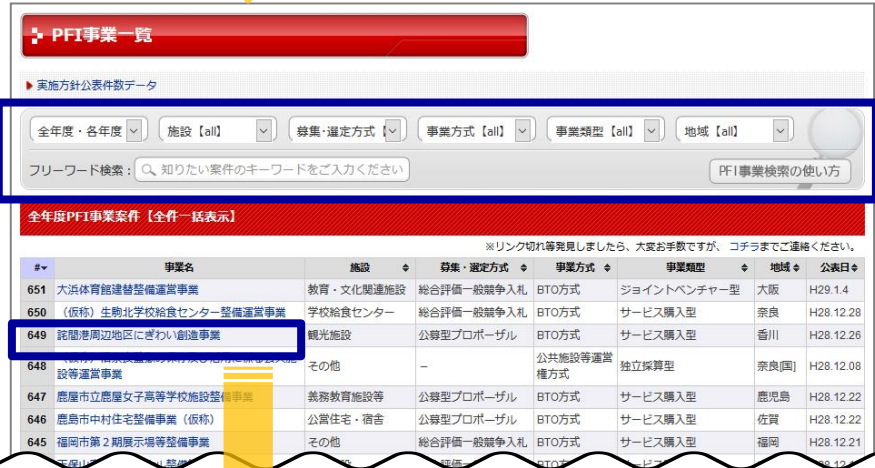 PFI事業一覧
実施方針公表件数データ
全年度・各年度 施設【all】 募集・選定方式【 事業方式【all】 事業類型【all】 地域【all】
フリーワード検索： 知りたい案件のキーワードをご入力ください PFI事業検索の使い方
全年度PFI事業案件【全件一括表示】
※リンク切れ等発見しましたら、大変お手数ですが、 コチラまでご連絡ください。
# 事業名 施設 募集・選定方式 事業方式 事業類型 地域 公表日
651 大浜体育館建替整備運営事業 教育・文化関連施設 総合評価一般競争入札 BTO方式 ジョイントベンチャー型 大阪 H29.1.4
650 （仮称）生駒北学校給食センター整備運営事業 学校給食センター 総合評価一般競争入札 BTO方式 サービス購入型 奈良 H28.12.28
649 詫間港周辺地区にぎわい創造事業 観光施設 公募型プロポーザル BTO方式 サービス購入型 香川 H28.12.26
648 設等運営事業 その他 － 公共施設等運営権方式 独立採算型 奈良[国] H28.12.08
647 鹿屋市立鹿屋女子高等学校施設整備事業 義務教育施設等 公募型プロポーザル BTO方式 サービス購入型 鹿児島 H28.12.22
646 鹿島市中村住宅整備事業（仮称） 公営住宅・宿舎 公募型プロポーザル BTO方式 サービス購入型 佐賀 H28.12.22
645 福岡市第２期展示場等整備事業 その他 総合評価一般競争入札 BTO方式 サービス購入型 福岡 H28.12.21